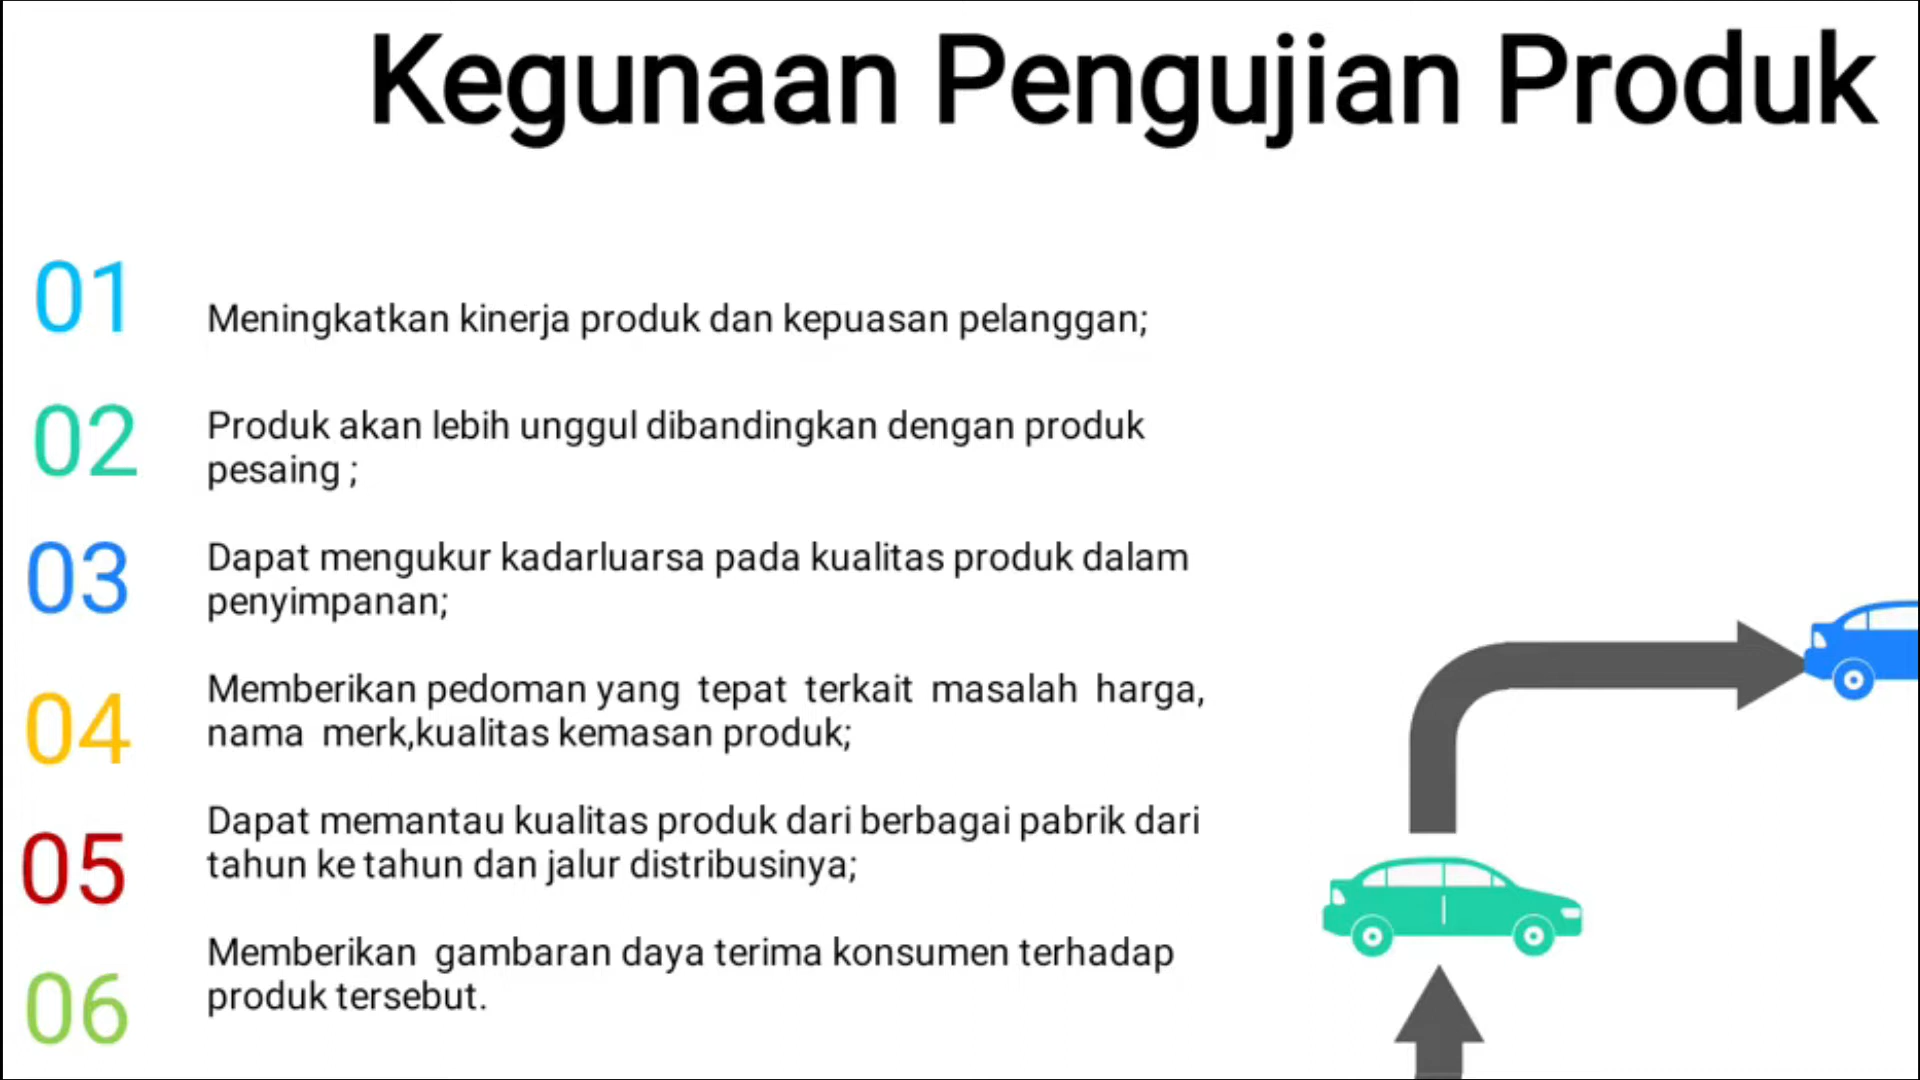 Kegunaan Pengujian Produk
01
Meningkatkan kinerja produk dan kepuasan pelanggan;
02
Produk akan lebih unggul dibandingkan dengan produk
pesaing ;
03
Dapat mengukur kadarluarsa pada kualitas produk dalam
penyimpanan;
04
Memberikan pedoman yang tepat terkait masalah harga,
nama merk,kualitas kemasan produk;
05
Dapat memantau kualitas produk dari berbagai pabrik dari
tahun ke tahun dan jalur distribusinya;
06
Memberikan gambaran daya terima konsumen terhadap
produk tersebut.